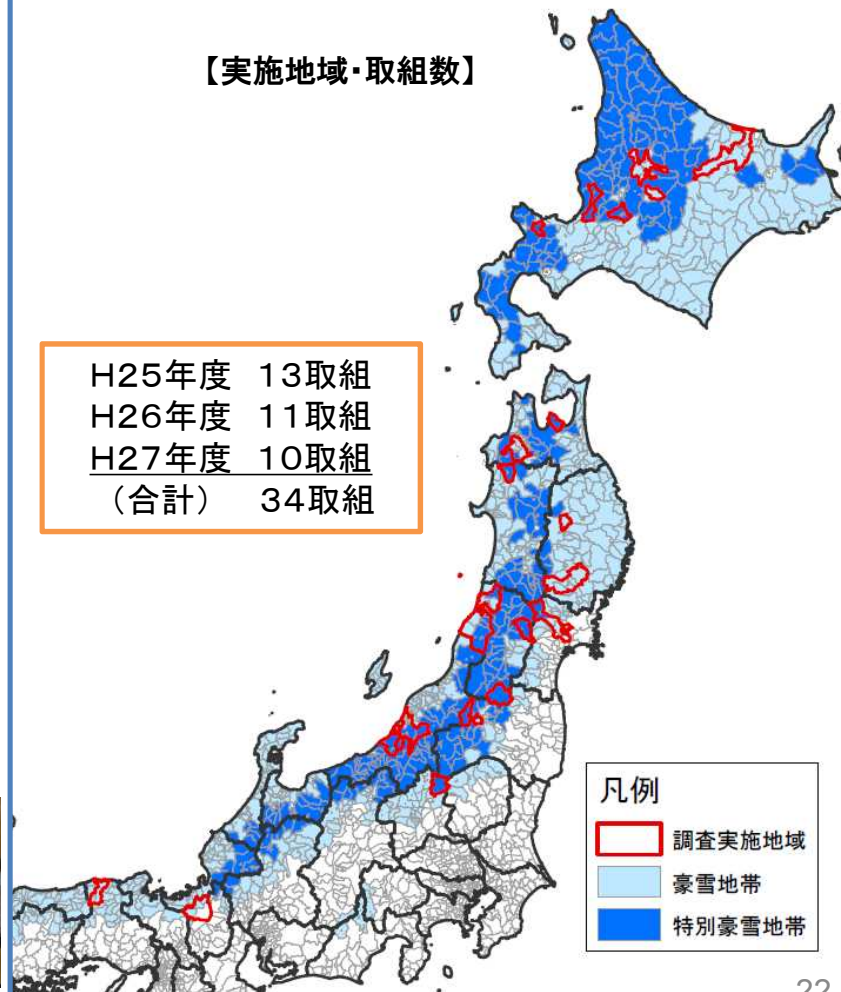 【実施地域・取組数】
H25年度 13取組
H26年度 11取組
H27年度 10取組
（合計） 34取組
凡例
調査実施地域
豪雪地帯
特別豪雪地帯
22